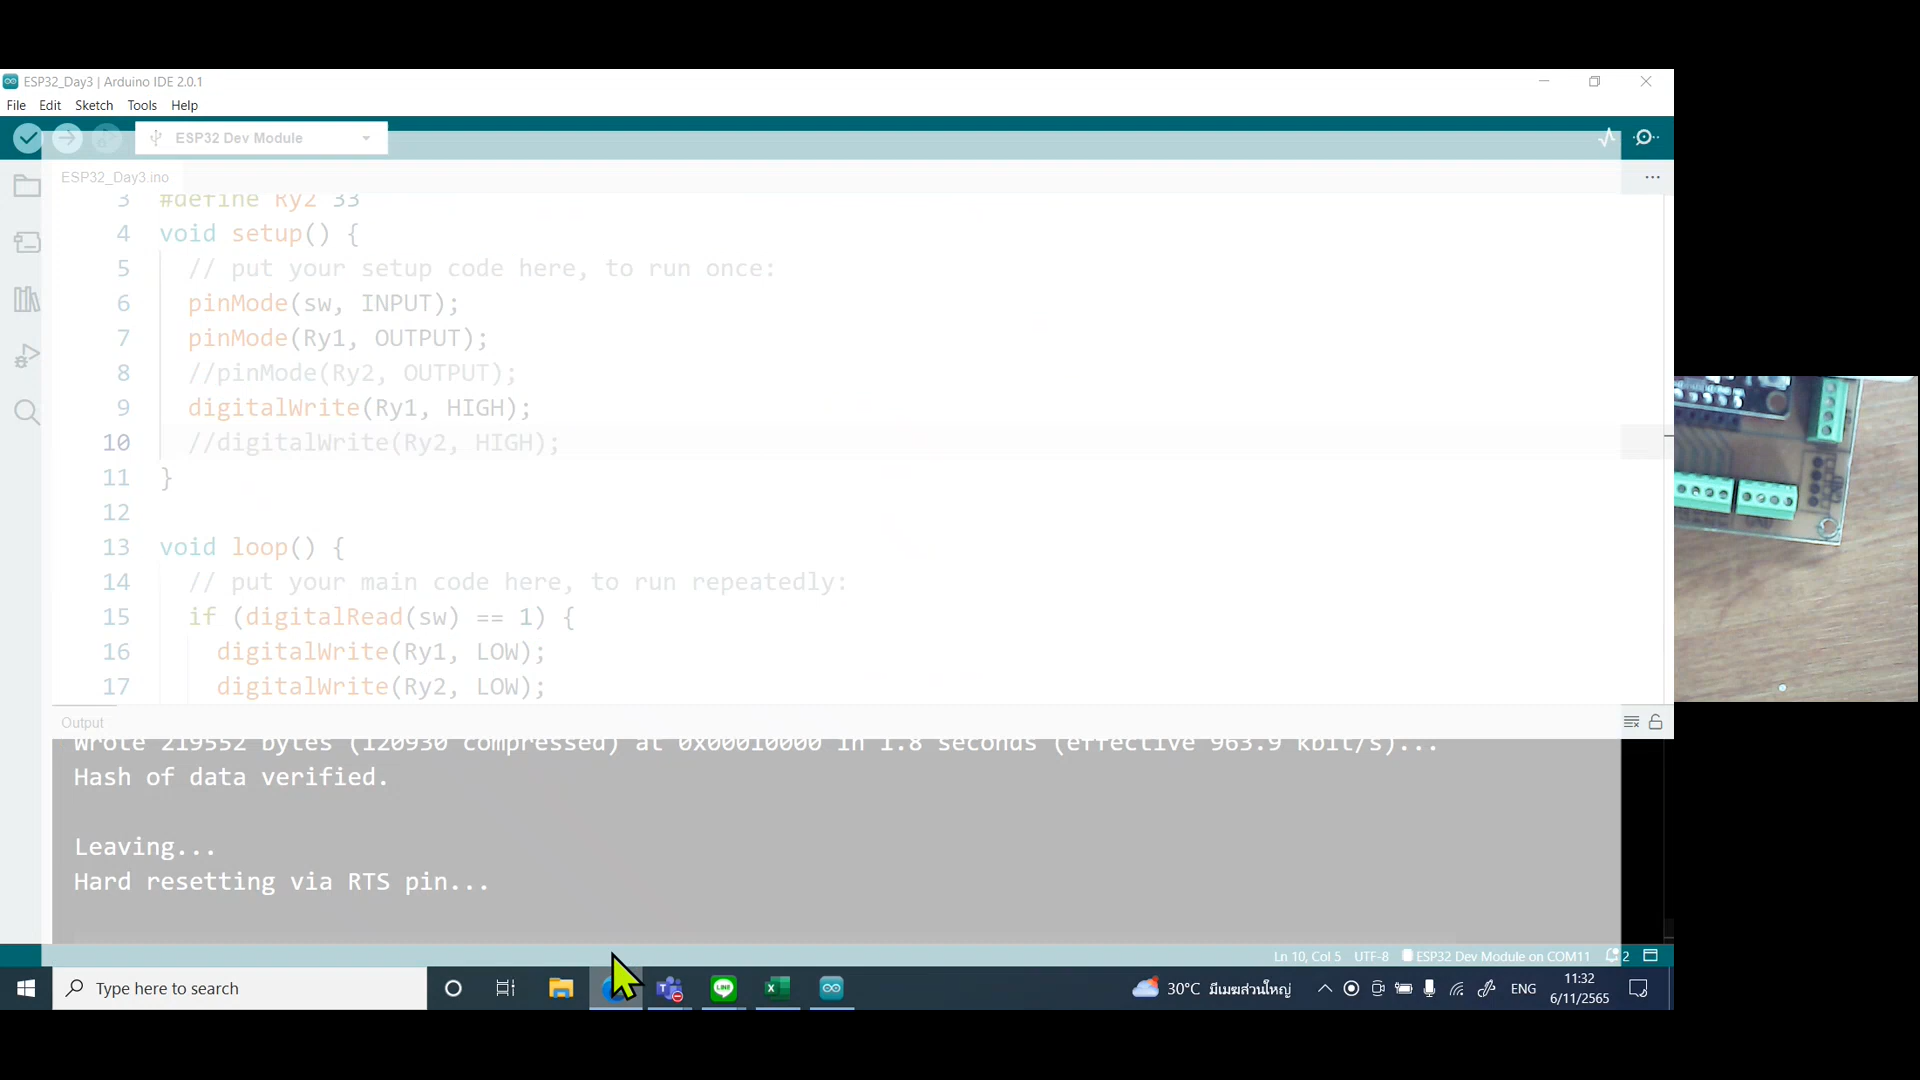 ESP32_Day3 | Arduino IDE 2.0.1
File Edit Sketch Tools Help
ESP32 Dev Module
ESP32_Day3.ino
3 #define Ry2 33
4 void setup() {
5 // put your setup code here, to run once:
6 pinMode(sw, INPUT);
7 pinMode(Ry1, OUTPUT);
8 //pinMode(Ry2, OUTPUT);
9 digitalWrite(Ry1, HIGH);
10 //digitalWrite(Ry2, HIGH);
11 }
12
13 void loop() {
14 // put your main code here, to run repeatedly:
15 if (digitalRead(sw) == 1) {
16 digitalWrite(Ry1, LOW);
17 digitalWrite(Ry2, LOW);
Output
Wrote 219552 bytes (120930 compressed) at 0x00010000 in 1.8 seconds (effective 963.9 kbit/s)...
Hash of data verified.
Leaving...
Hard resetting via RTS pin...
Ln 10, Col 5 UTF-8 ESP32 Dev Module on COM11 2
Type here to search
30°C มีเมฆส่วนใหญ่
ENG
11:32
6/11/2565